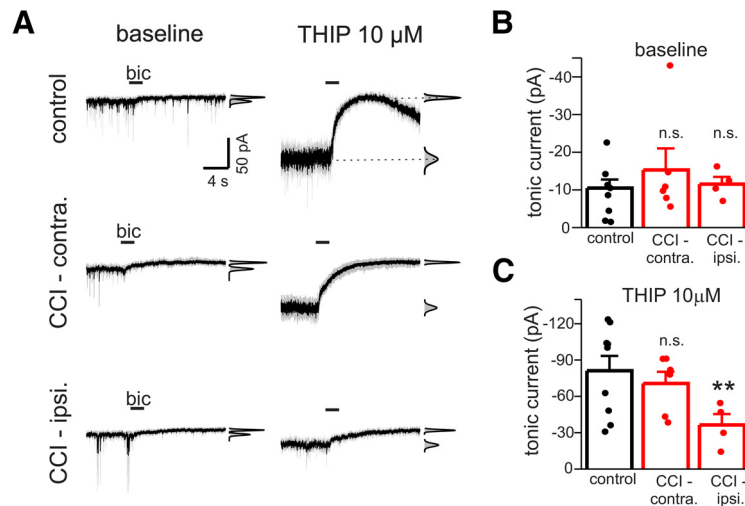 A
baseline
THIP 10 µM
control
bic
50 pA
4 s
CCI - contra.
bic
CCI - ipsi.
bic
B
baseline
tonic current (pA)
-40
-30
-20
-10
0
n.s.
n.s.
control
CCI -
contra.
CCI -
ipsi.
C
THIP 10µM
tonic current (pA)
-120
-90
-60
-30
0
n.s.
**
control
CCI -
contra.
CCI -
ipsi.